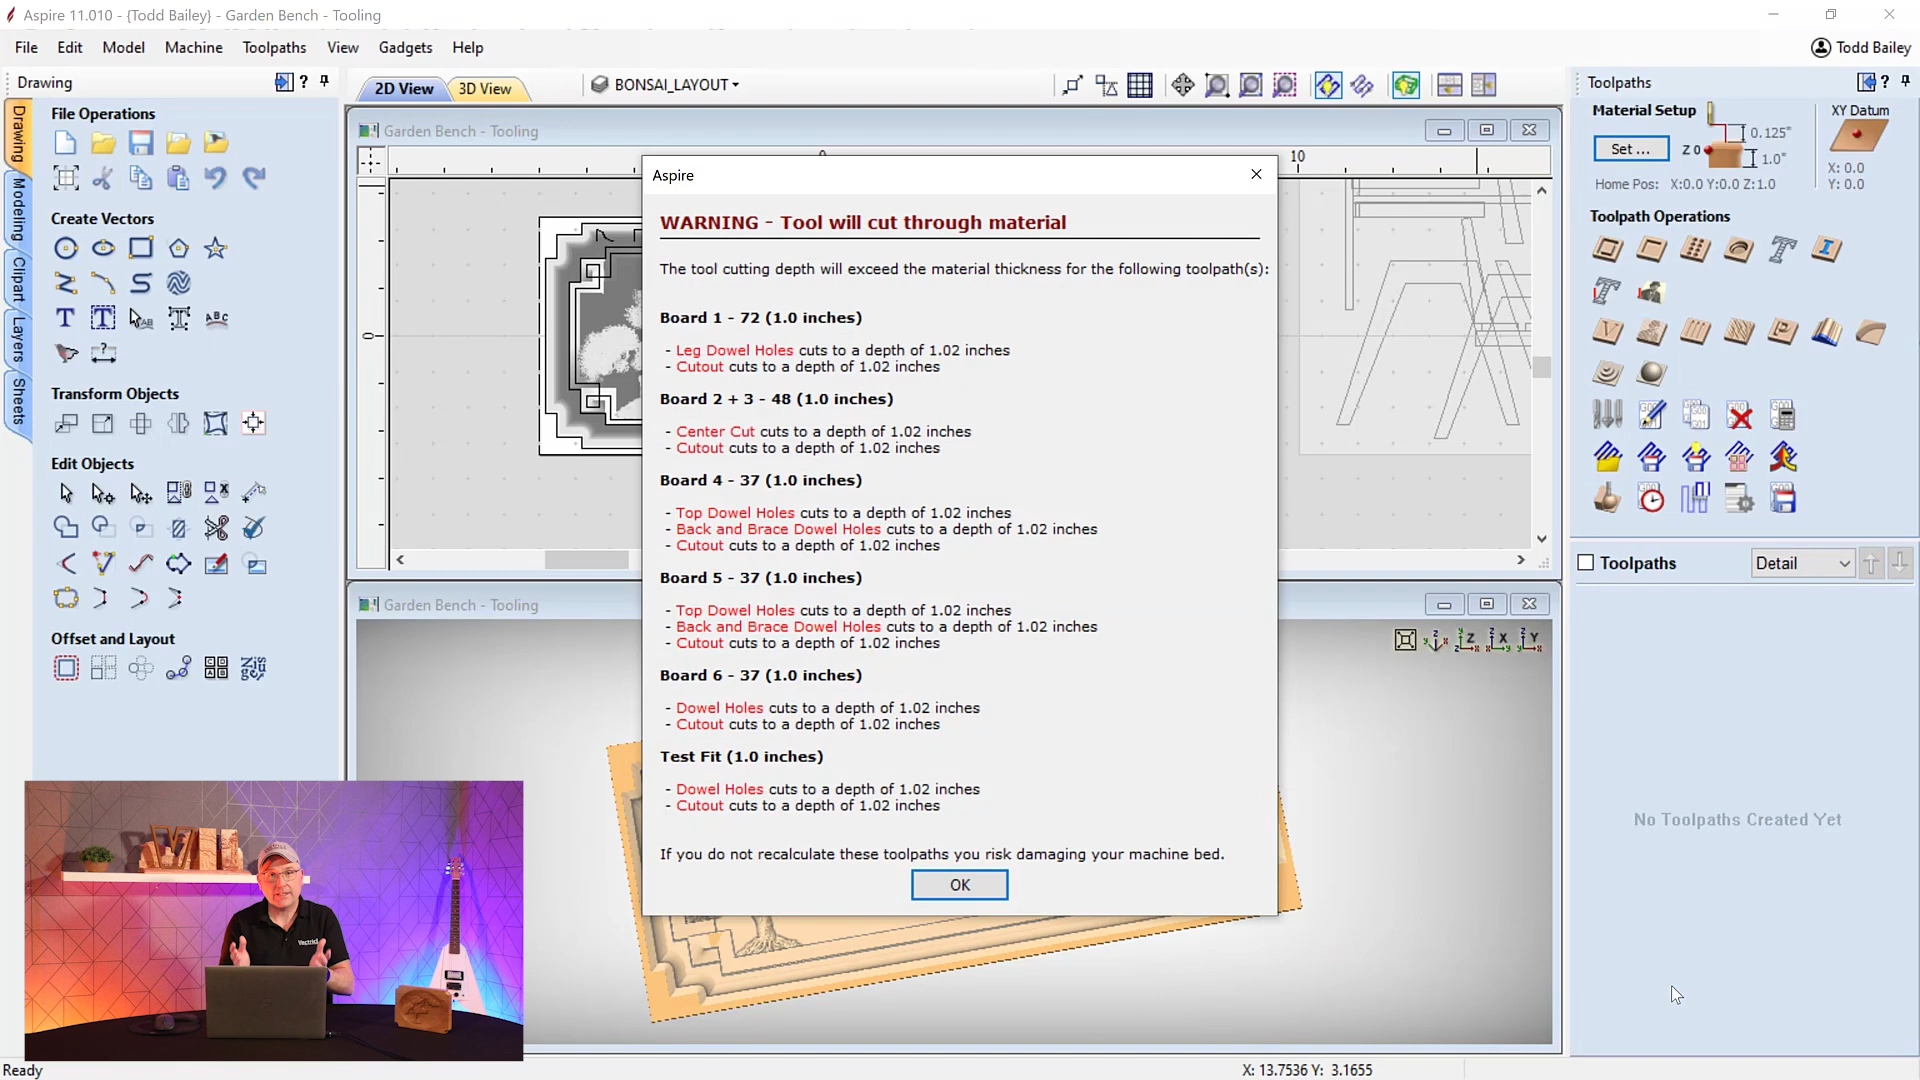 Aspire 11.010 - {Todd Bailey} - Garden Bench - Tooling
File Edit Model Machine Toolpaths View Gadgets Help
Todd Bailey
Drawing
2D View 3D View
BONSAI_LAYOUT
Toolpaths
Drawing
Modeling
Clipart
Layers
Sheets
File Operations
Create Vectors
Transform Objects
Edit Objects
Offset and Layout
Garden Bench - Tooling
10
0
Aspire
WARNING - Tool will cut through material
The tool cutting depth will exceed the material thickness for the following toolpath(s):
Board 1 - 72 (1.0 inches)
- Leg Dowel Holes cuts to a depth of 1.02 inches
- Cutout cuts to a depth of 1.02 inches
Board 2 + 3 - 48 (1.0 inches)
- Center Cut cuts to a depth of 1.02 inches
- Cutout cuts to a depth of 1.02 inches
Board 4 - 37 (1.0 inches)
- Top Dowel Holes cuts to a depth of 1.02 inches
- Back and Brace Dowel Holes cuts to a depth of 1.02 inches
- Cutout cuts to a depth of 1.02 inches
Board 5 - 37 (1.0 inches)
- Top Dowel Holes cuts to a depth of 1.02 inches
- Back and Brace Dowel Holes cuts to a depth of 1.02 inches
- Cutout cuts to a depth of 1.02 inches
Board 6 - 37 (1.0 inches)
- Dowel Holes cuts to a depth of 1.02 inches
- Cutout cuts to a depth of 1.02 inches
Test Fit (1.0 inches)
- Dowel Holes cuts to a depth of 1.02 inches
- Cutout cuts to a depth of 1.02 inches
If you do not recalculate these toolpaths you risk damaging your machine bed.
OK
Garden Bench - Tooling
Material Setup
Set ...
Z 0
0.125"
1.0"
XY Datum
X: 0.0
Y: 0.0
Home Pos: X:0.0 Y:0.0 Z:1.0
Toolpath Operations
Toolpaths
Detail
No Toolpaths Created Yet
Vectric
Ready
X: 13.7536 Y: 3.1655